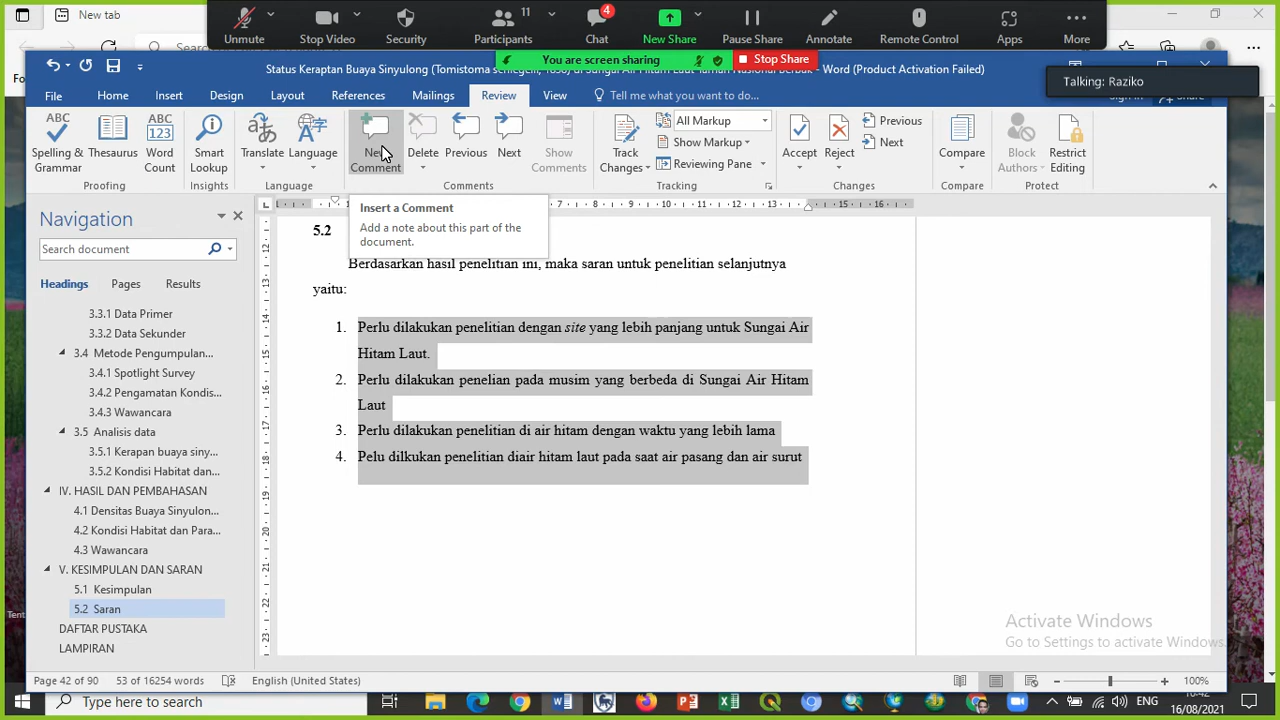 New tab
Unmute
Stop Video
Security
11
Participants
4
Chat
New Share
Pause Share
Annotate
Remote Control
Apps
More
You are screen sharing
Stop Share
Word (Product Activation Failed)
Talking: Raziko
File
Home
Insert
Design
Layout
References
Mailings
Review
View
Tell me what you want to do...
Share
Spelling & Grammar
Thesaurus
Word Count
Smart Lookup
Translate
Language
New Comment
Delete
Previous
Next
Show Comments
Track Changes
All Markup
Show Markup
Reviewing Pane
Accept
Reject
Previous
Next
Compare
Block Authors
Restrict Editing
Proofing
Insights
Language
Comments
Tracking
Changes
Compare
Protect
Insert a Comment
Add a note about this part of the
document.
Navigation
Search document
Headings
Pages
Results
3.3.1 Data Primer
3.3.2 Data Sekunder
3.4 Metode Pengumpulan...
3.4.1 Spotlight Survey
3.4.2 Pengamatan Kondis...
3.4.3 Wawancara
3.5 Analisis data
3.5.1 Kerapan buaya siny...
3.5.2 Kondisi Habitat dan...
IV. HASIL DAN PEMBAHASAN
4.1 Densitas Buaya Sinyulon...
4.2 Kondisi Habitat dan Para...
4.3 Wawancara
V. KESIMPULAN DAN SARAN
5.1 Kesimpulan
5.2 Saran
DAFTAR PUSTAKA
LAMPIRAN
5.2
Berdasarkan hasil penelitian ini, maka saran untuk penelitian selanjutnya
yaitu:
1. Perlu dilakukan penelitian dengan site yang lebih panjang untuk Sungai Air
Hitam Laut.
2. Perlu dilakukan penelian pada musim yang berbeda di Sungai Air Hitam
Laut
3. Perlu dilakukan penelitian di air hitam dengan waktu yang lebih lama
4. Pelu dilkukan penelitian diair hitam laut pada saat air pasang dan air surut
Activate Windows
Go to Settings to activate Windows.
Page 42 of 90
53 of 16254 words
English (United States)
100%
Type here to search
ENG
16/08/2021